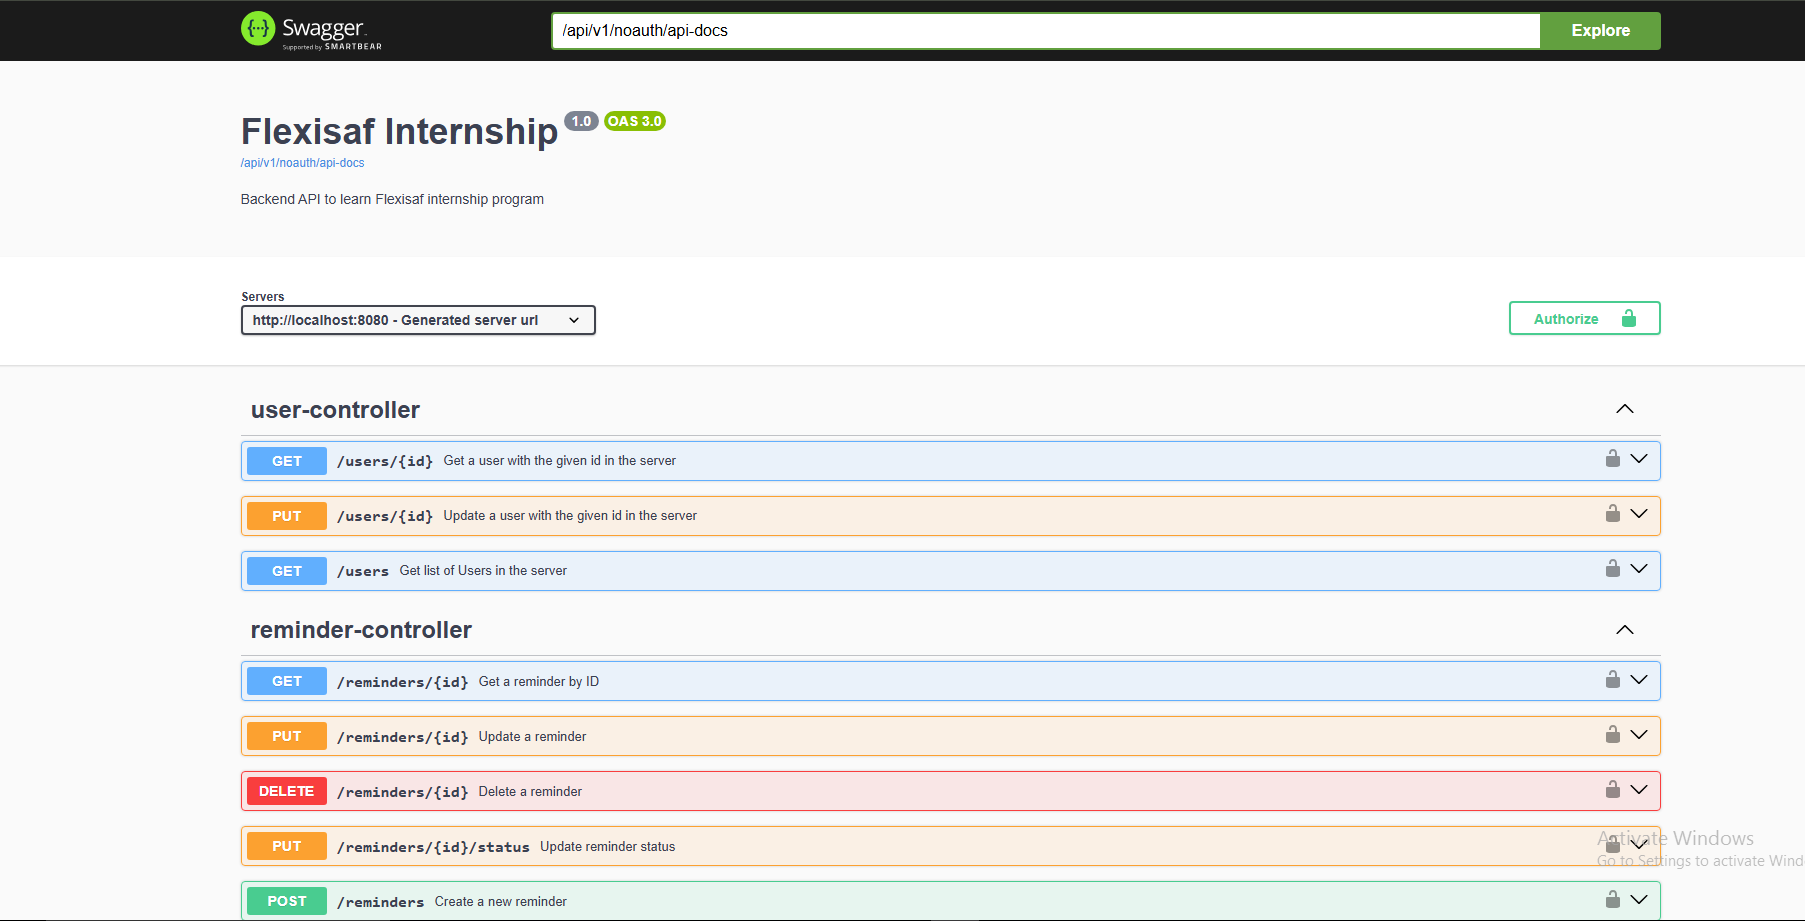 Swagger.
Supported by SMARTBEAR
/api/v1/noauth/api-docs
Explore
Flexisaf Internship 1.0 OAS 3.0
/api/v1/noauth/api-docs
Backend API to learn Flexisaf internship program
Servers
http://localhost:8080 - Generated server url
Authorize
user-controller
GET /users/{id} Get a user with the given id in the server
PUT /users/{id} Update a user with the given id in the server
GET /users Get list of Users in the server
reminder-controller
GET /reminders/{id} Get a reminder by ID
PUT /reminders/{id} Update a reminder
DELETE /reminders/{id} Delete a reminder
PUT /reminders/{id}/status Update reminder status
Activate Windows
Go to Settings to activate Wind
POST /reminders Create a new reminder